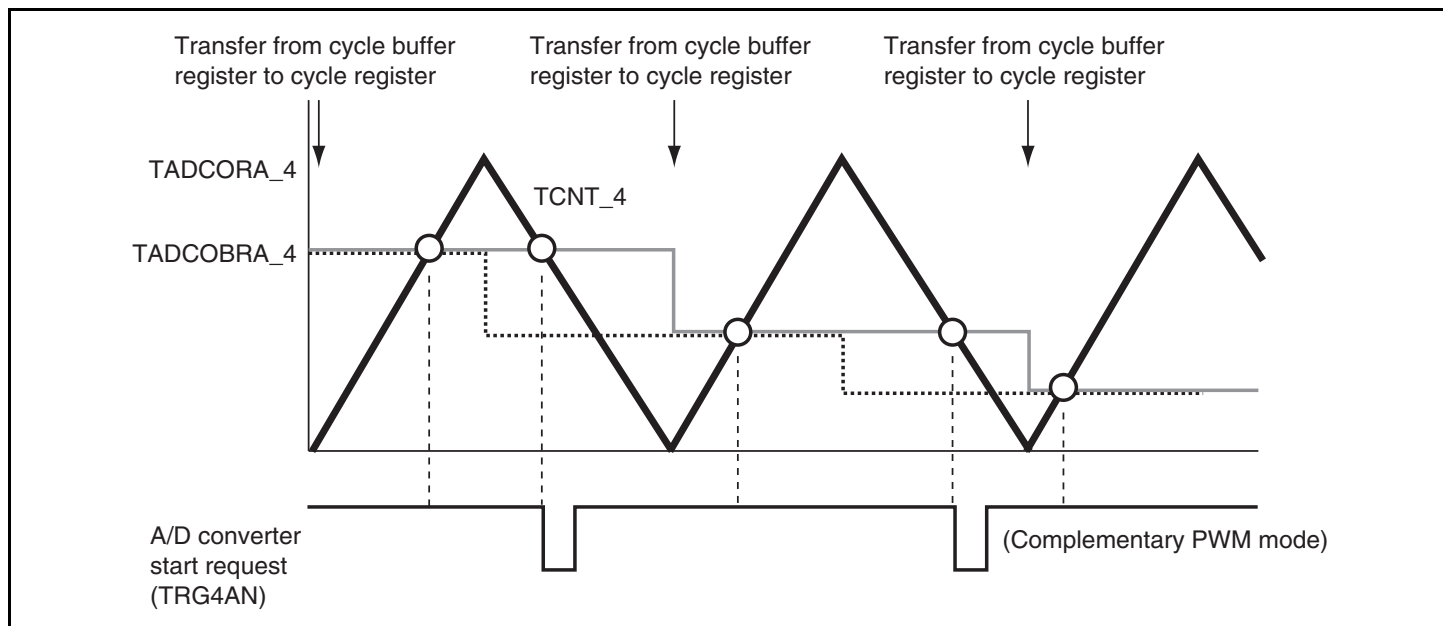 Transfer from cycle buffer
register to cycle register
Transfer from cycle buffer
register to cycle register
Transfer from cycle buffer
register to cycle register
TADCORA_4
TCNT_4
TADCOBRA_4
A/D converter
start request
(TRG4AN)
(Complementary PWM mode)